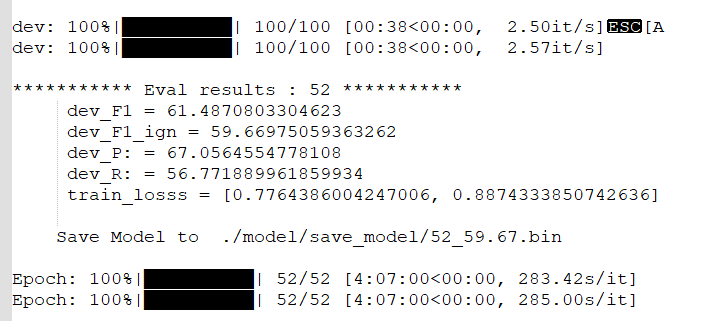 dev: 100%|██████████| 100/100 [00:38<00:00,  2.50it/s]ESC[A
dev: 100%|██████████| 100/100 [00:38<00:00,  2.57it/s]
*********** Eval results : 52 ***********
dev_F1 = 61.4870803304623
dev_F1_ign = 59.66975059363262
dev_P: = 67.0564554778108
dev_R: = 56.771889961859934
train_losss = [0.7764386004247006, 0.8874333850742636]
Save Model to  ./model/save_model/52_59.67.bin
Epoch: 100%|██████████| 52/52 [4:07:00<00:00, 283.42s/it]
Epoch: 100%|██████████| 52/52 [4:07:00<00:00, 285.00s/it]